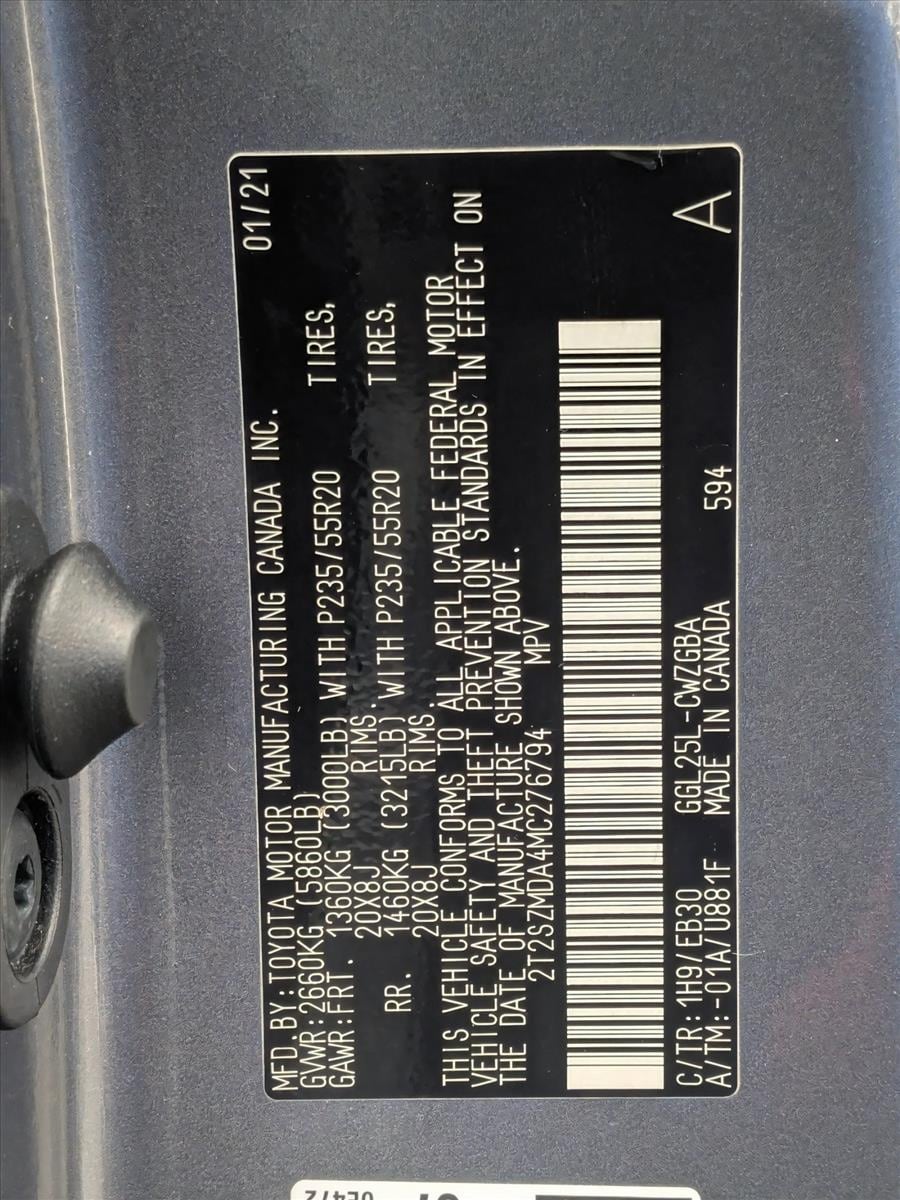 MFD.BY:TOYOTA MOTOR MANUFACTURING CANADA INC. 01/21
GVWR:2660KG(5860LB)
GAWR:FRT. 1360KG (3000LB) WITH P235/55R20 TIRES,
20X8J RIMS.
RR. 1460KG (3215LB) WITH P235/55R20 TIRES,
20X8J RIMS.
THIS VEHICLE CONFORMS TO ALL APPLICABLE FEDERAL MOTOR
VEHICLE SAFETY AND THEFT PREVENTION STANDARDS IN EFFECT ON
THE DATE OF MANUFACTURE SHOWN ABOVE.
2T2SZMDA4MC276794 MPV
C/TR:1H9/EB30 GGL25L-CWZGBA A
A/TM:-01A/U881F MADE IN CANADA 594